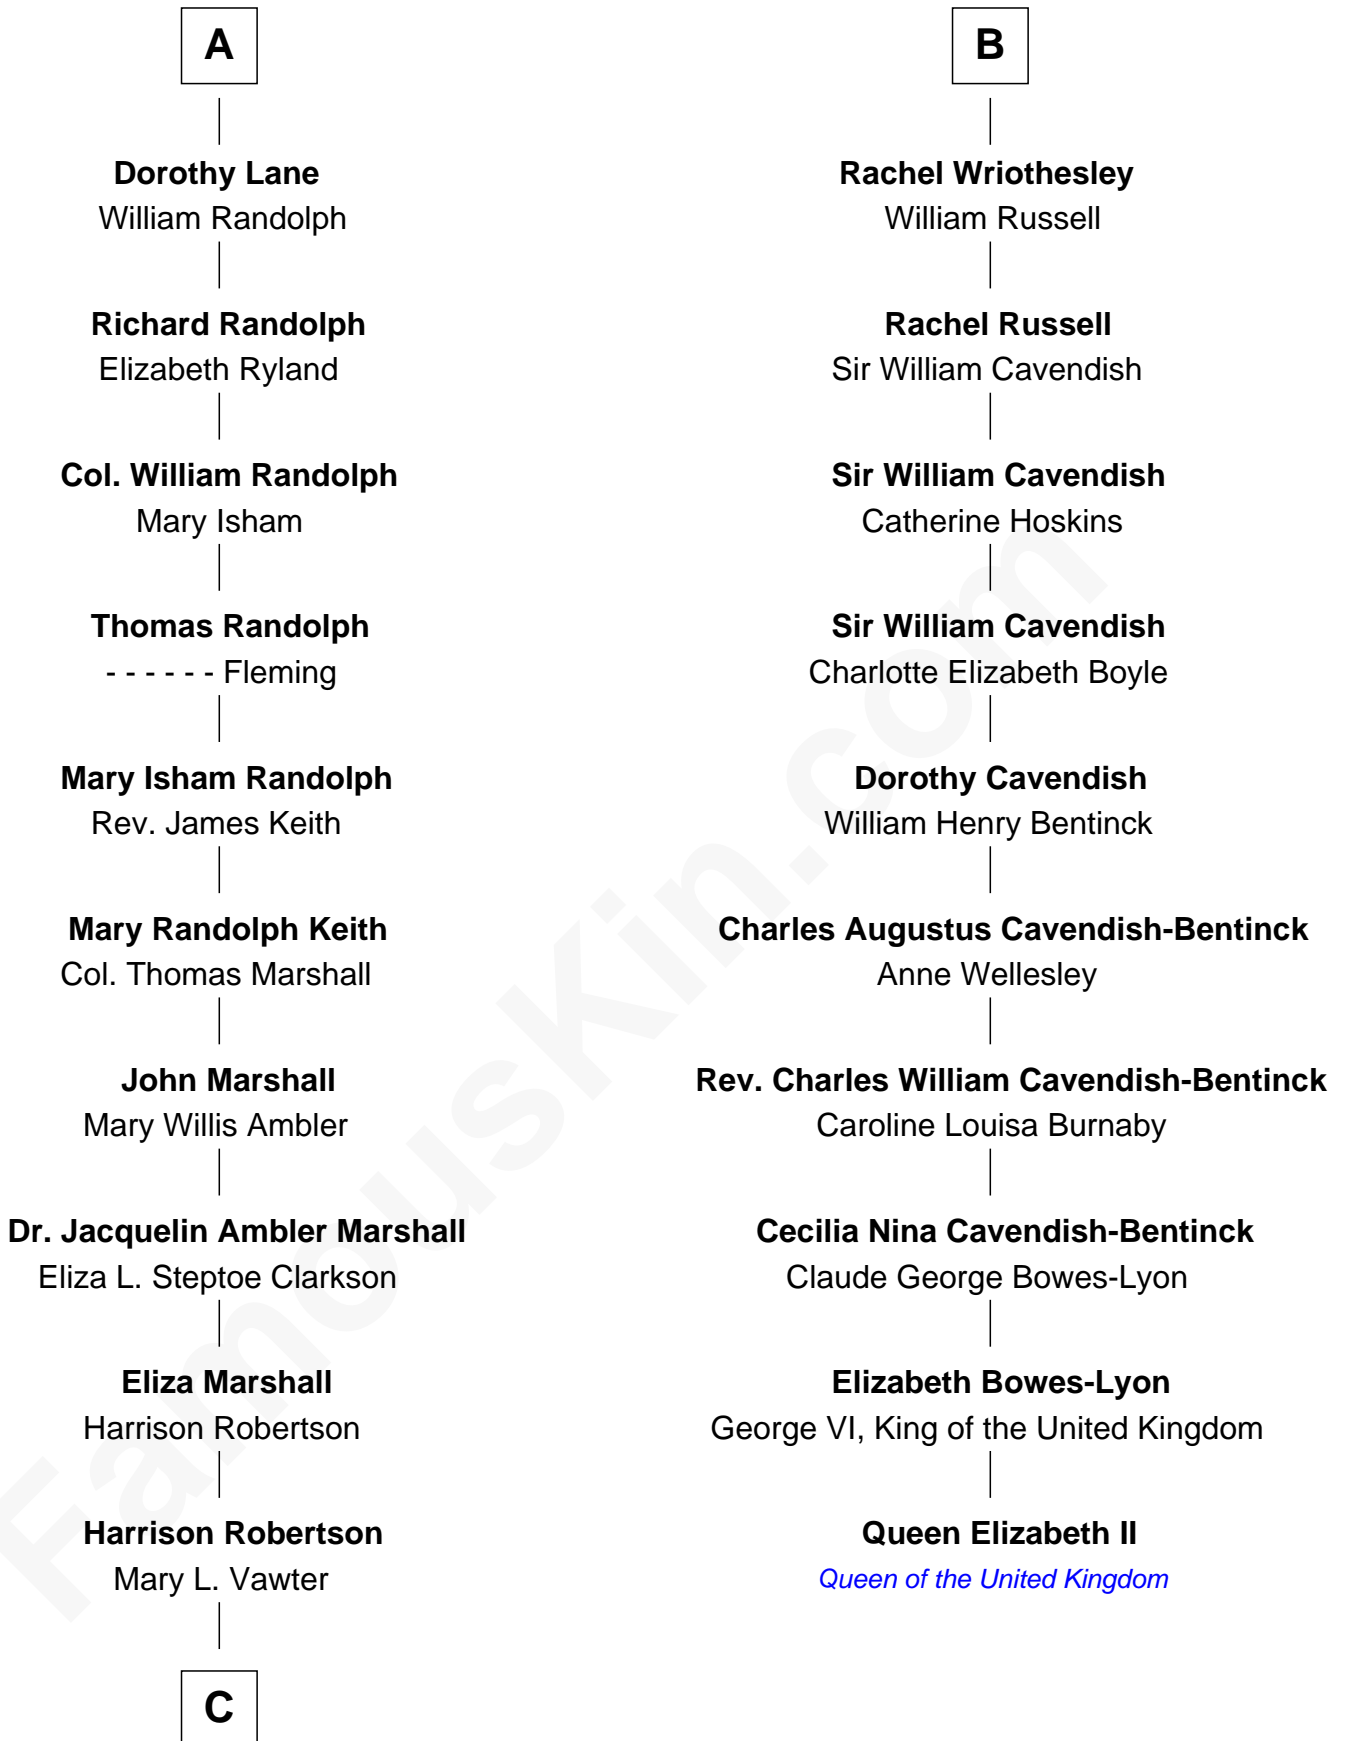 A
Dorothy Lane
William Randolph
Richard Randolph
Elizabeth Ryland
Col. William Randolph
Mary Isham
Thomas Randolph
- - - - - - Fleming
Mary Isham Randolph
Rev. James Keith
Mary Randolph Keith
Col. Thomas Marshall
John Marshall
Mary Willis Ambler
Dr. Jacquelin Ambler Marshall
Eliza L. Steptoe Clarkson
Eliza Marshall
Harrison Robertson
Harrison Robertson
Mary L. Vawter
C
B
Rachel Wriothesley
William Russell
Rachel Russell
Sir William Cavendish
Sir William Cavendish
Catherine Hoskins
Sir William Cavendish
Charlotte Elizabeth Boyle
Dorothy Cavendish
William Henry Bentinck
Charles Augustus Cavendish-Bentinck
Anne Wellesley
Rev. Charles William Cavendish-Bentinck
Caroline Louisa Burnaby
Cecilia Nina Cavendish-Bentinck
Claude George Bowes-Lyon
Elizabeth Bowes-Lyon
George VI, King of the United Kingdom
Queen Elizabeth II
Queen of the United Kingdom
FamousKin.com